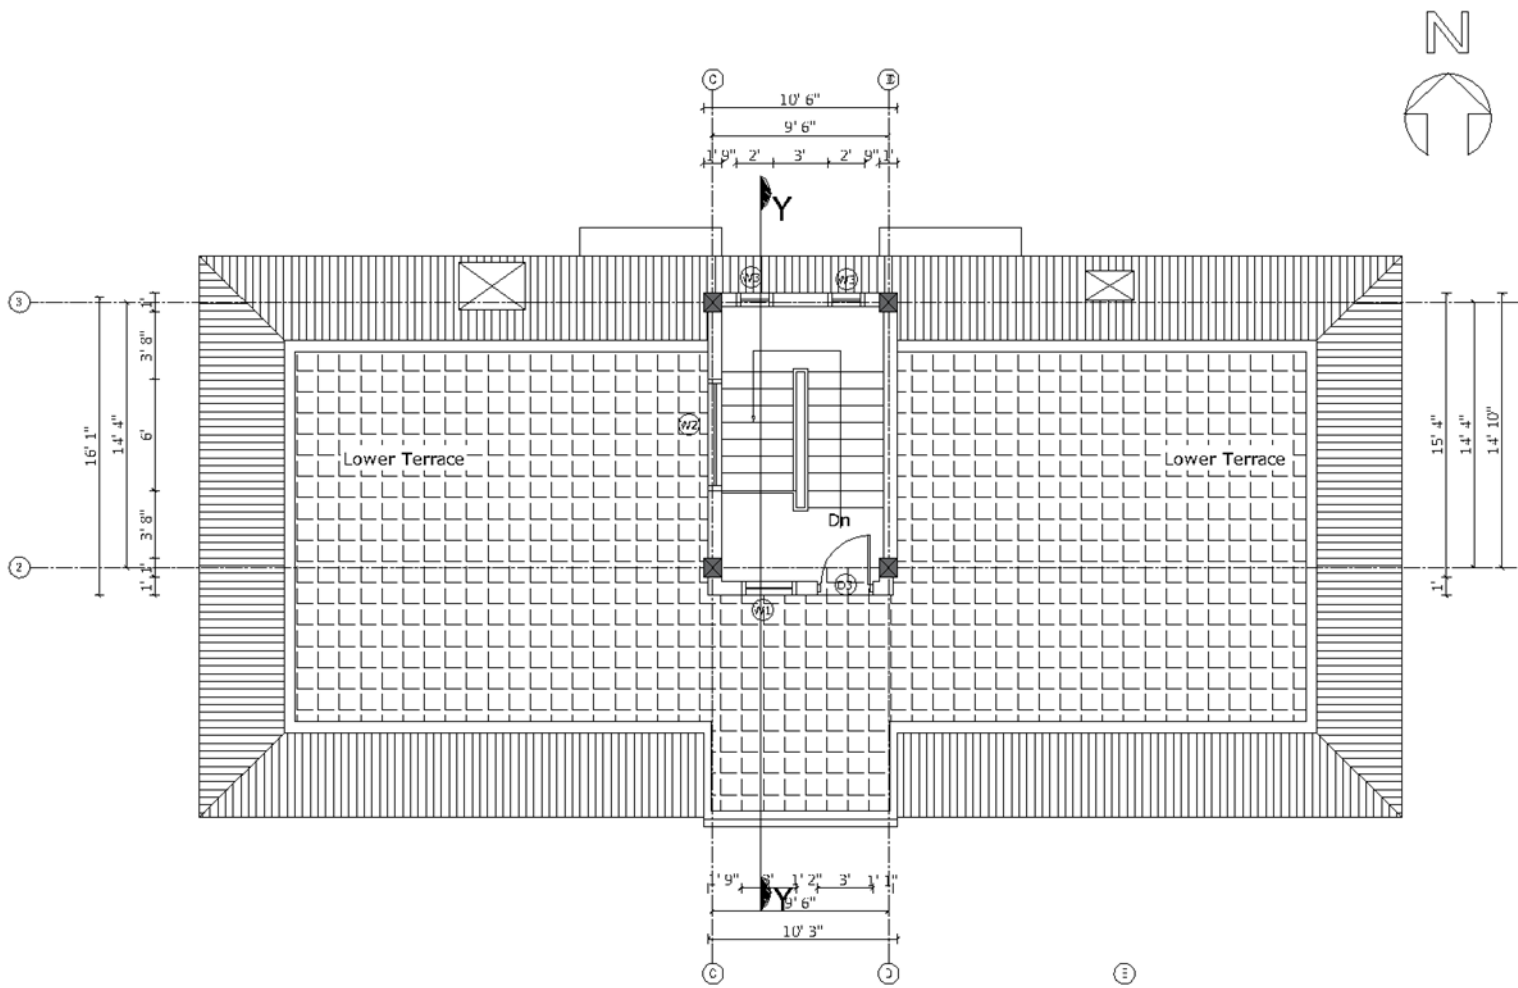 N
C
10' 6"
9' 6"
1' 9" 2' 3' 2' 9" 1'
Y
W3 W3
3
1'
3' 8"
16' 1"
14' 4"
6'
W2
Lower Terrace
Lower Terrace
15' 4"
14' 4"
14' 10"
3' 8"
Dn
2
1'
1'
D3
1'
W1
1' 9" 1' 2" 3' 1' 1"
Y
9' 6"
10' 3"
C
E